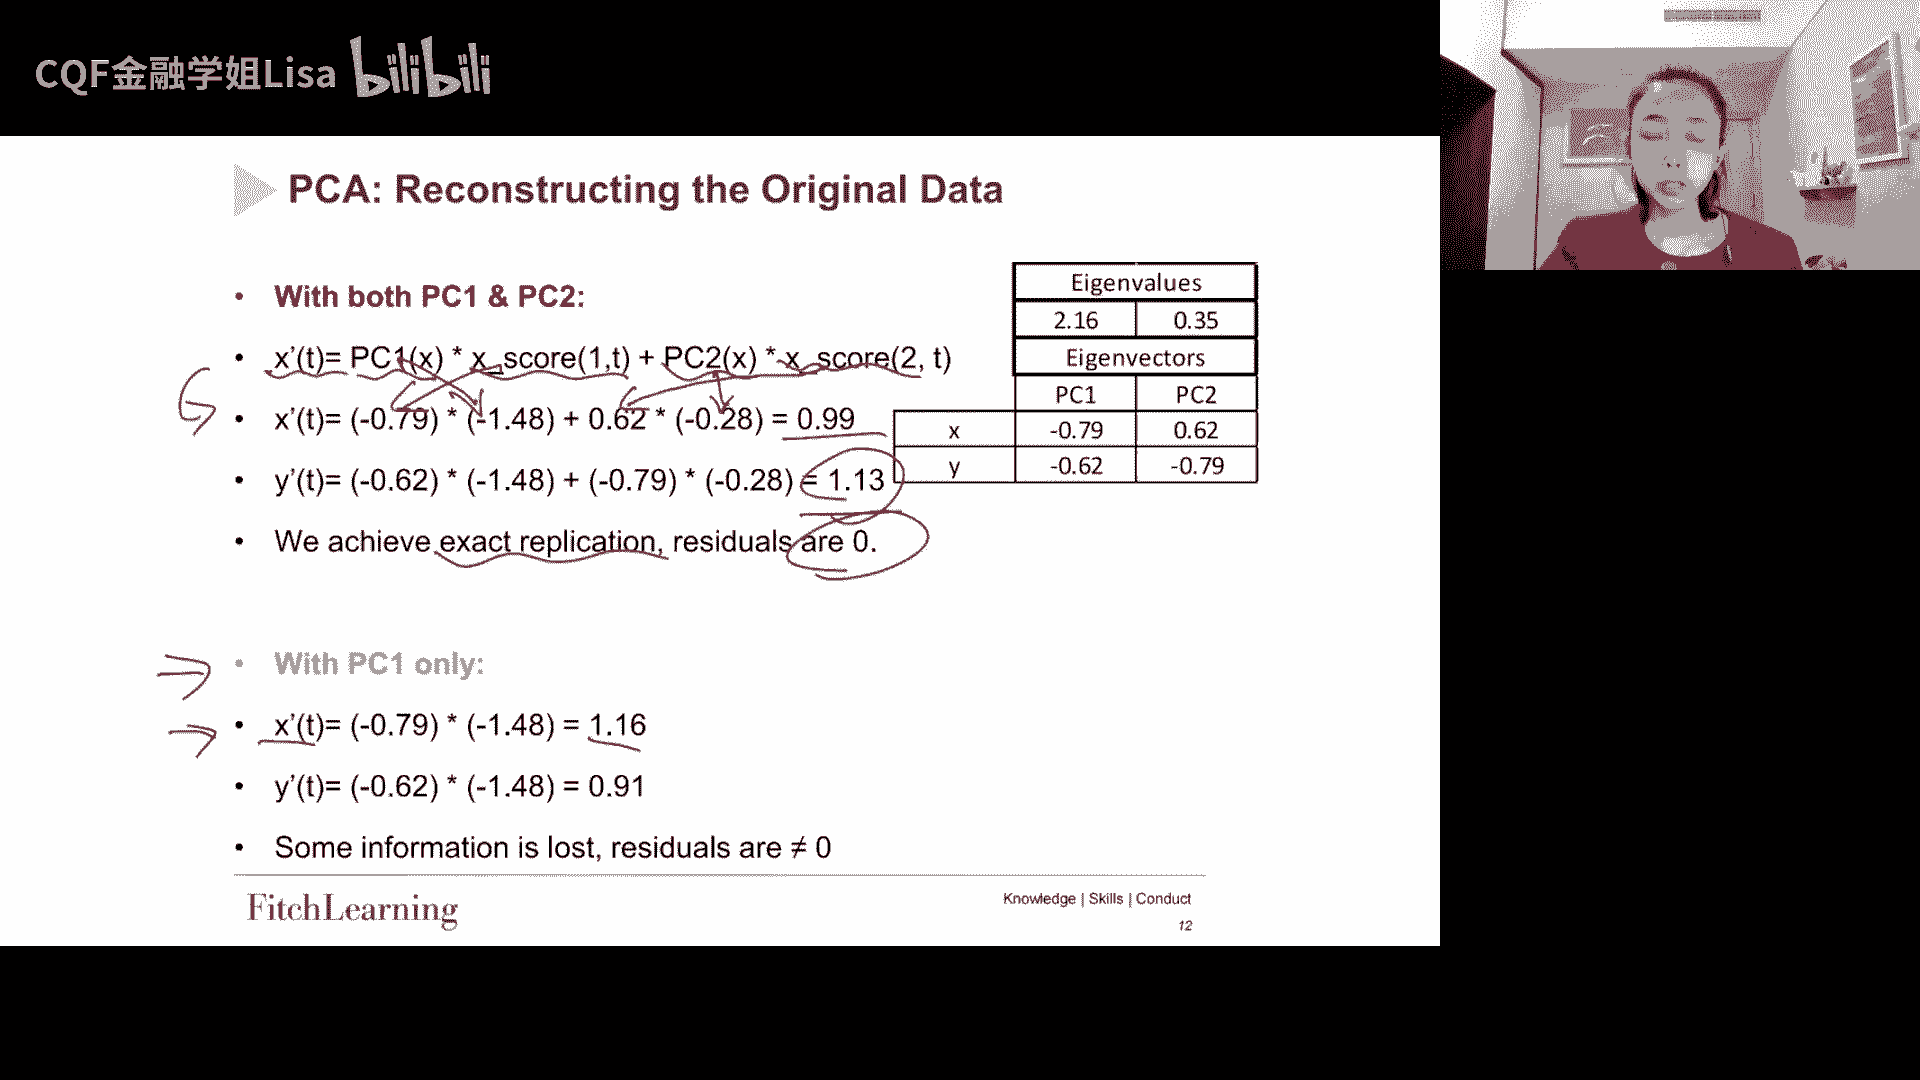 CQF金融学姐Lisa bilibili
PCA: Reconstructing the Original Data
• With both PC1 & PC2:
• x’(t)= PC1(x) * x_score(1,t) + PC2(x) * x_score(2, t)
• x’(t)= (-0.79) * (-1.48) + 0.62 * (-0.28) = 0.99
• y’(t)= (-0.62) * (-1.48) + (-0.79) * (-0.28) = 1.13
• We achieve exact replication, residuals are 0.
Eigenvalues
2.16 0.35
Eigenvectors
PC1 PC2
x -0.79 0.62
y -0.62 -0.79
• With PC1 only:
• x’(t)= (-0.79) * (-1.48) = 1.16
• y’(t)= (-0.62) * (-1.48) = 0.91
• Some information is lost, residuals are ≠ 0
FitchLearning
Knowledge | Skills | Conduct
12